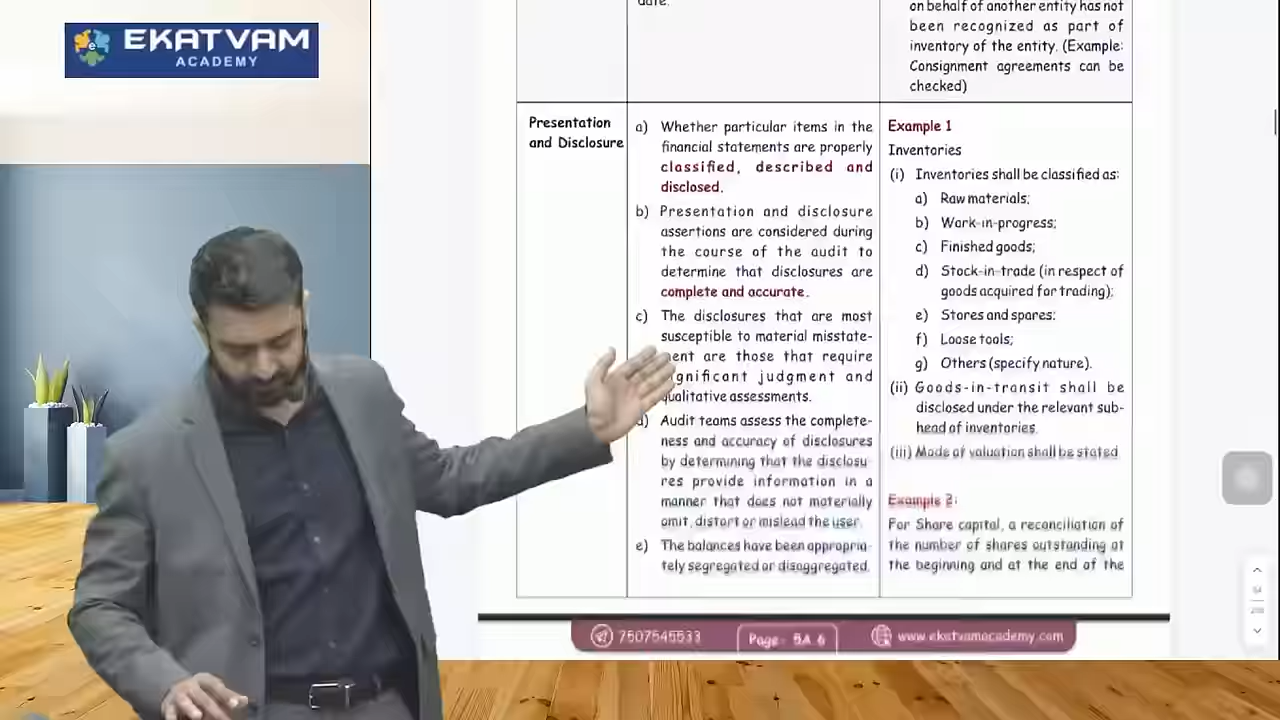 EKATVAM
ACADEMY
date.
on behalf of another entity has not
been recognized as part of
inventory of the entity. (Example:
Consignment agreements can be
checked)
Presentation
and Disclosure
a) Whether particular items in the
financial statements are properly
classified, described and
disclosed.
b) Presentation and disclosure
assertions are considered during
the course of the audit to
determine that disclosures are
complete and accurate.
c) The disclosures that are most
susceptible to material misstate-
ment are those that require
significant judgment and
qualitative assessments.
d) Audit teams assess the complete-
ness and accuracy of disclosures
by determining that the disclosu-
res provide information in a
manner that does not materially
omit, distort or mislead the user.
e) The balances have been appropria-
tely segregated or disaggregated.
Example 1
Inventories
(i) Inventories shall be classified as:
a) Raw materials;
b) Work-in-progress;
c) Finished goods;
d) Stock-in-trade (in respect of
goods acquired for trading);
e) Stores and spares;
f) Loose tools;
g) Others (specify nature).
(ii) Goods-in-transit shall be
disclosed under the relevant sub-
head of inventories.
(iii) Mode of valuation shall be stated
Example 2:
For Share capital, a reconciliation of
the number of shares outstanding at
the beginning and at the end of the
7507545533
Page - 5A.6
www.ekatvamacademy.com